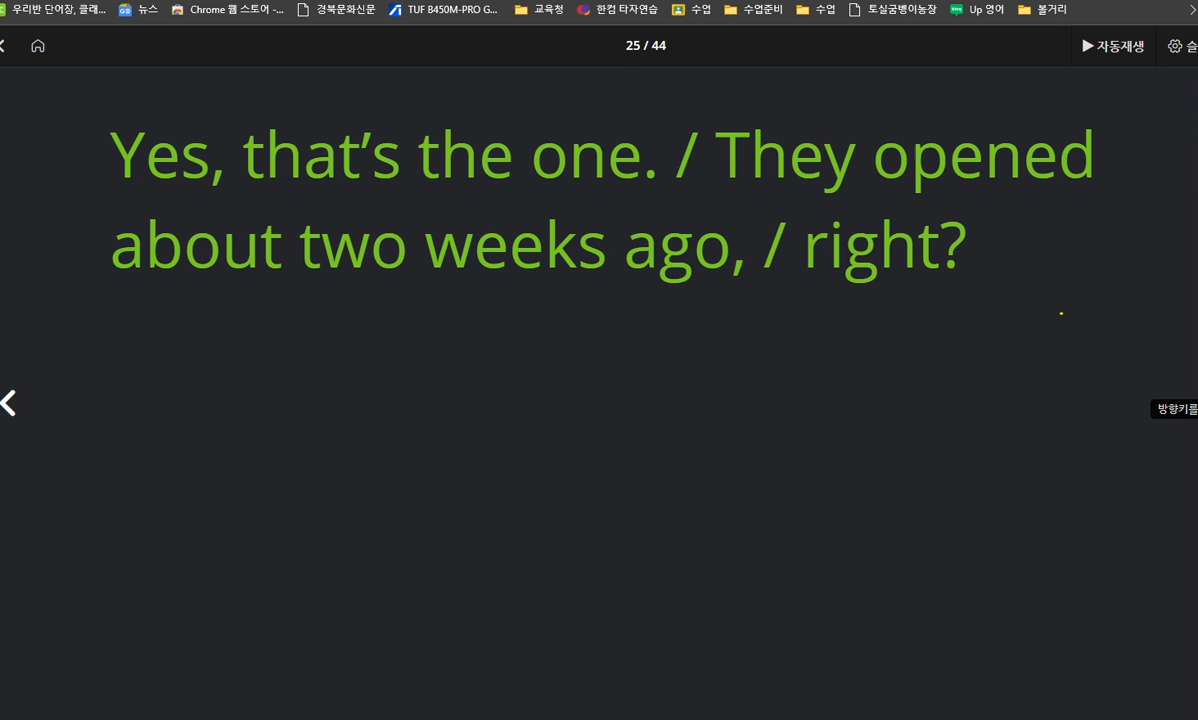 우리반 단어장, 클래... 뉴스 Chrome 웹 스토어 -... 경북문화신문 TUF B450M-PRO G... 교육청 한컴 타자연습 수업 수업준비 수업 토실굼벵이농장 Up 영어 볼거리
25 / 44 자동재생 슬
Yes, that’s the one. / They opened
about two weeks ago, / right?
방향키를